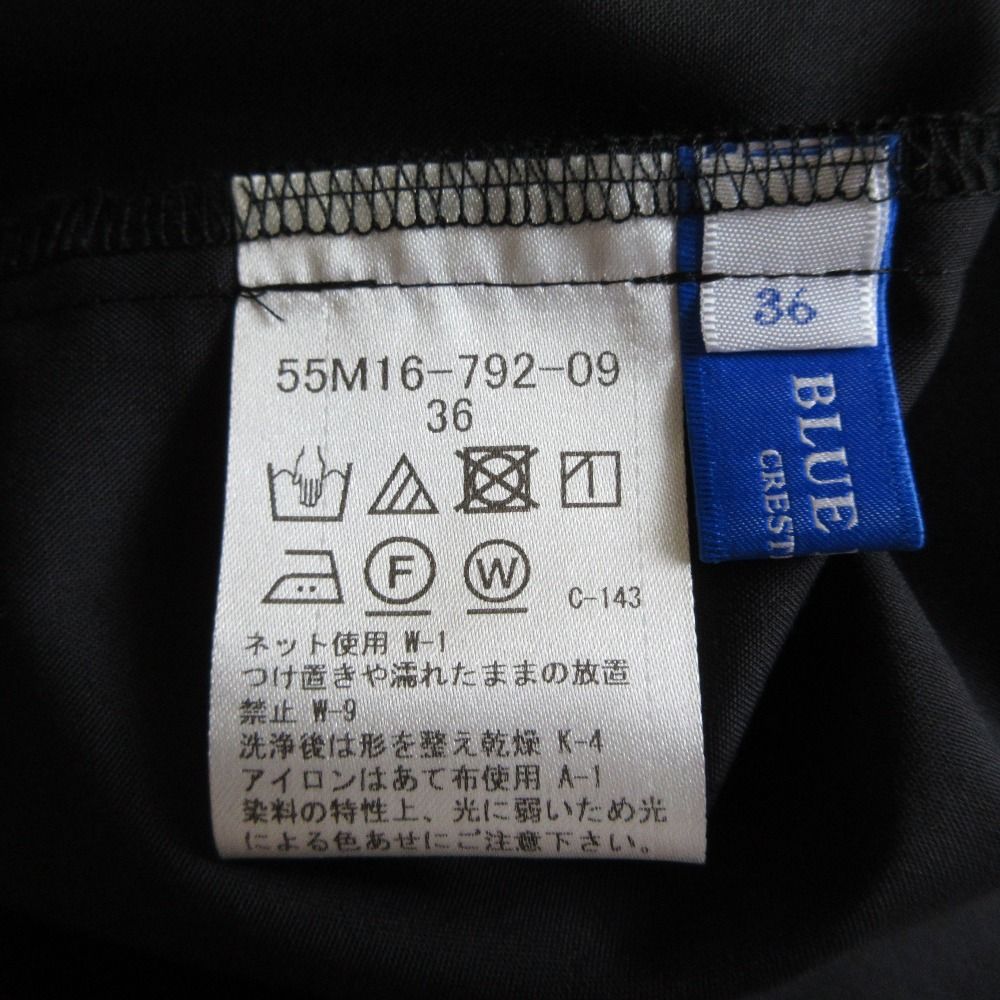 55M16-792-09
36
F
W
C-143
ネット使用 W-1
つけ置きや濡れたままの放置
禁止 W-9
洗浄後は形を整え乾燥 K-4
アイロンはあて布使用 A-1
染料の特性上、光に弱いため光
による色あせにご注意下さい。
36
BLUE
CREST